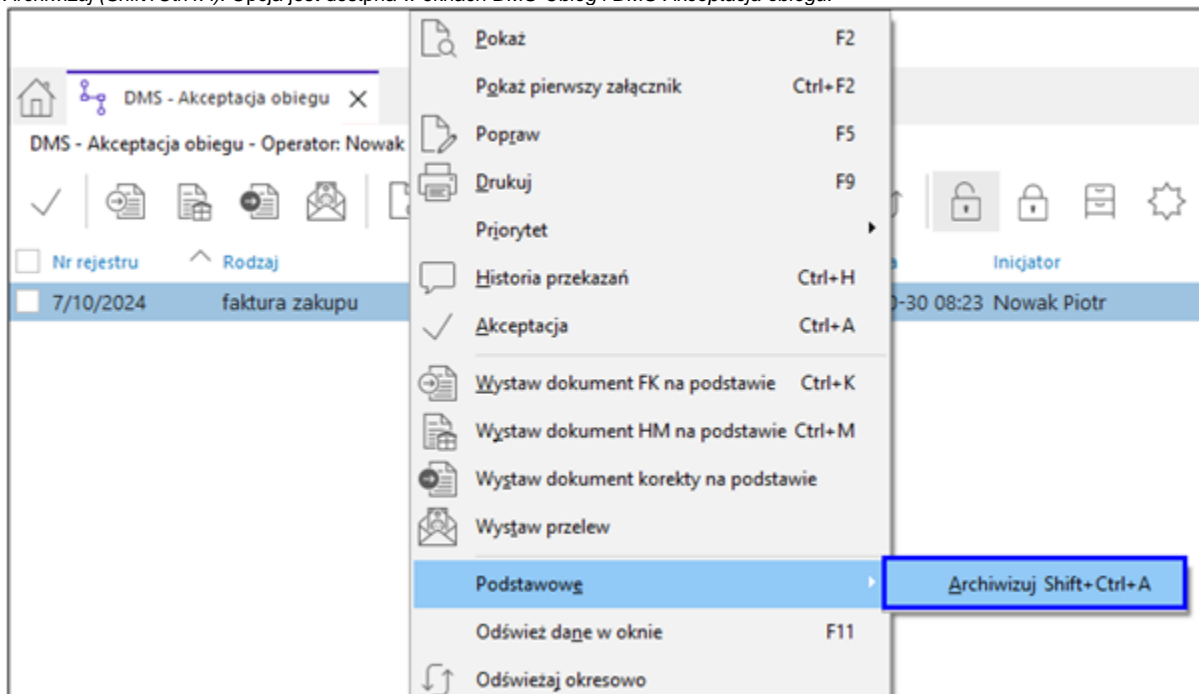 Pokaż F2
Pokaż pierwszy załącznik Ctrl+F2
DMS - Akceptacja obiegu
Popraw F5
DMS - Akceptacja obiegu - Operator: Nowak
Drukuj F9
Priorytet
Nr rejestru Rodzaj Inicjator
Historia przekazań Ctrl+H
7/10/2024 faktura zakupu 0-30 08:23 Nowak Piotr
Akceptacja Ctrl+A
Wystaw dokument FK na podstawie Ctrl+K
Wystaw dokument HM na podstawie Ctrl+M
Wystaw dokument korekty na podstawie
Wystaw przelew
Podstawowe Archiwizuj Shift+Ctrl+A
Odśwież dane w oknie F11
Odświeżaj okresowo